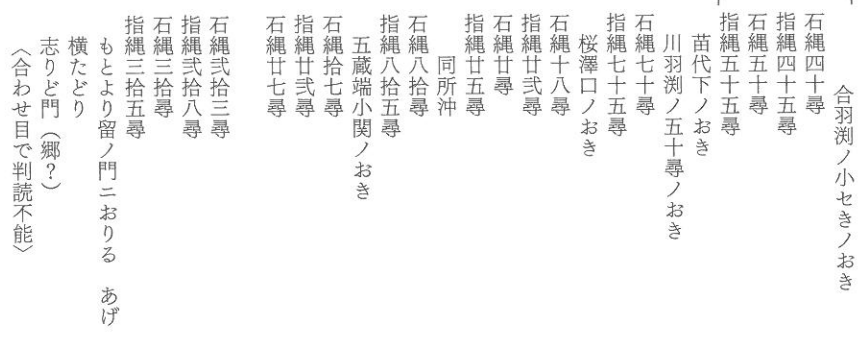 合羽渕ノ小セきノおき
石縄四十尋
指縄四十五尋
石縄五十尋
指縄五十五尋
苗代下ノおき
川羽渕ノ五十尋ノおき
石縄七十尋
指縄七十五尋
桜澤口ノおき
石縄十八尋
指縄廿弐尋
石縄廿尋
指縄廿五尋
同所沖
石縄八拾尋
指縄八拾五尋
五蔵端小関ノおき
石縄拾七尋
指縄廿弐尋
石縄廿七尋
石縄弐拾三尋
指縄弐拾八尋
石縄三拾尋
指縄三拾五尋
もとより留ノ門ニおりる　あげ
横たどり
志りど門（郷？）
〈合わせ目で判読不能〉